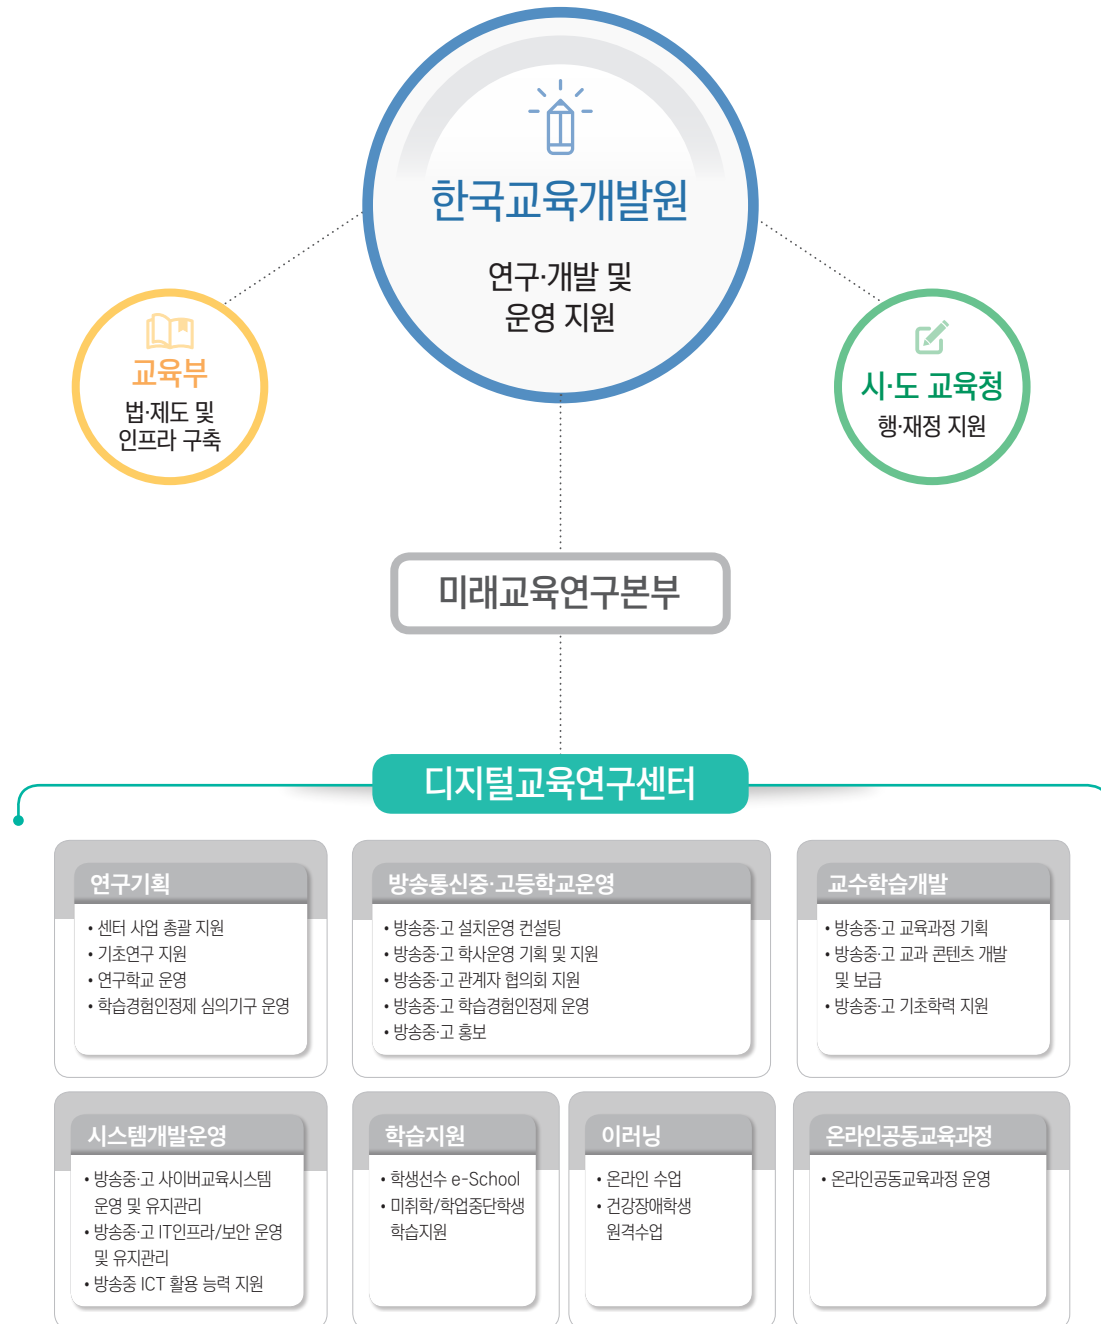 한국교육개발원
연구·개발 및
운영 지원
교육부
법·제도 및
인프라 구축
시·도 교육청
행·재정 지원
미래교육연구본부
디지털교육연구센터
연구기획
• 센터 사업 총괄 지원
• 기초연구 지원
• 연구학교 운영
• 학습경험인정제 심의기구 운영
방송통신중·고등학교운영
• 방송중·고 설치운영 컨설팅
• 방송중·고 학사운영 기획 및 지원
• 방송중·고 관계자 협의회 지원
• 방송중·고 학습경험인정제 운영
• 방송중·고 홍보
교수학습개발
• 방송중·고 교육과정 기획
• 방송중·고 교과 콘텐츠 개발
및 보급
• 방송중·고 기초학력 지원
시스템개발운영
• 방송중·고 사이버교육시스템
운영 및 유지관리
• 방송중·고 IT인프라/보안 운영
및 유지관리
• 방송중 ICT 활용 능력 지원
학습지원
• 학생선수 e-School
• 미취학/학업중단학생
학습지원
이러닝
• 온라인 수업
• 건강장애학생
원격수업
온라인공동교육과정
• 온라인공동교육과정 운영